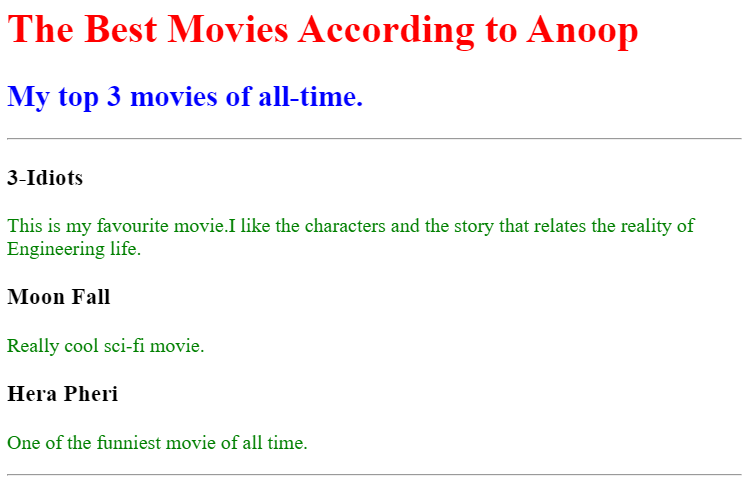 The Best Movies According to Anoop
My top 3 movies of all-time.
3-Idiots
This is my favourite movie.I like the characters and the story that relates the reality of
Engineering life.
Moon Fall
Really cool sci-fi movie.
Hera Pheri
One of the funniest movie of all time.